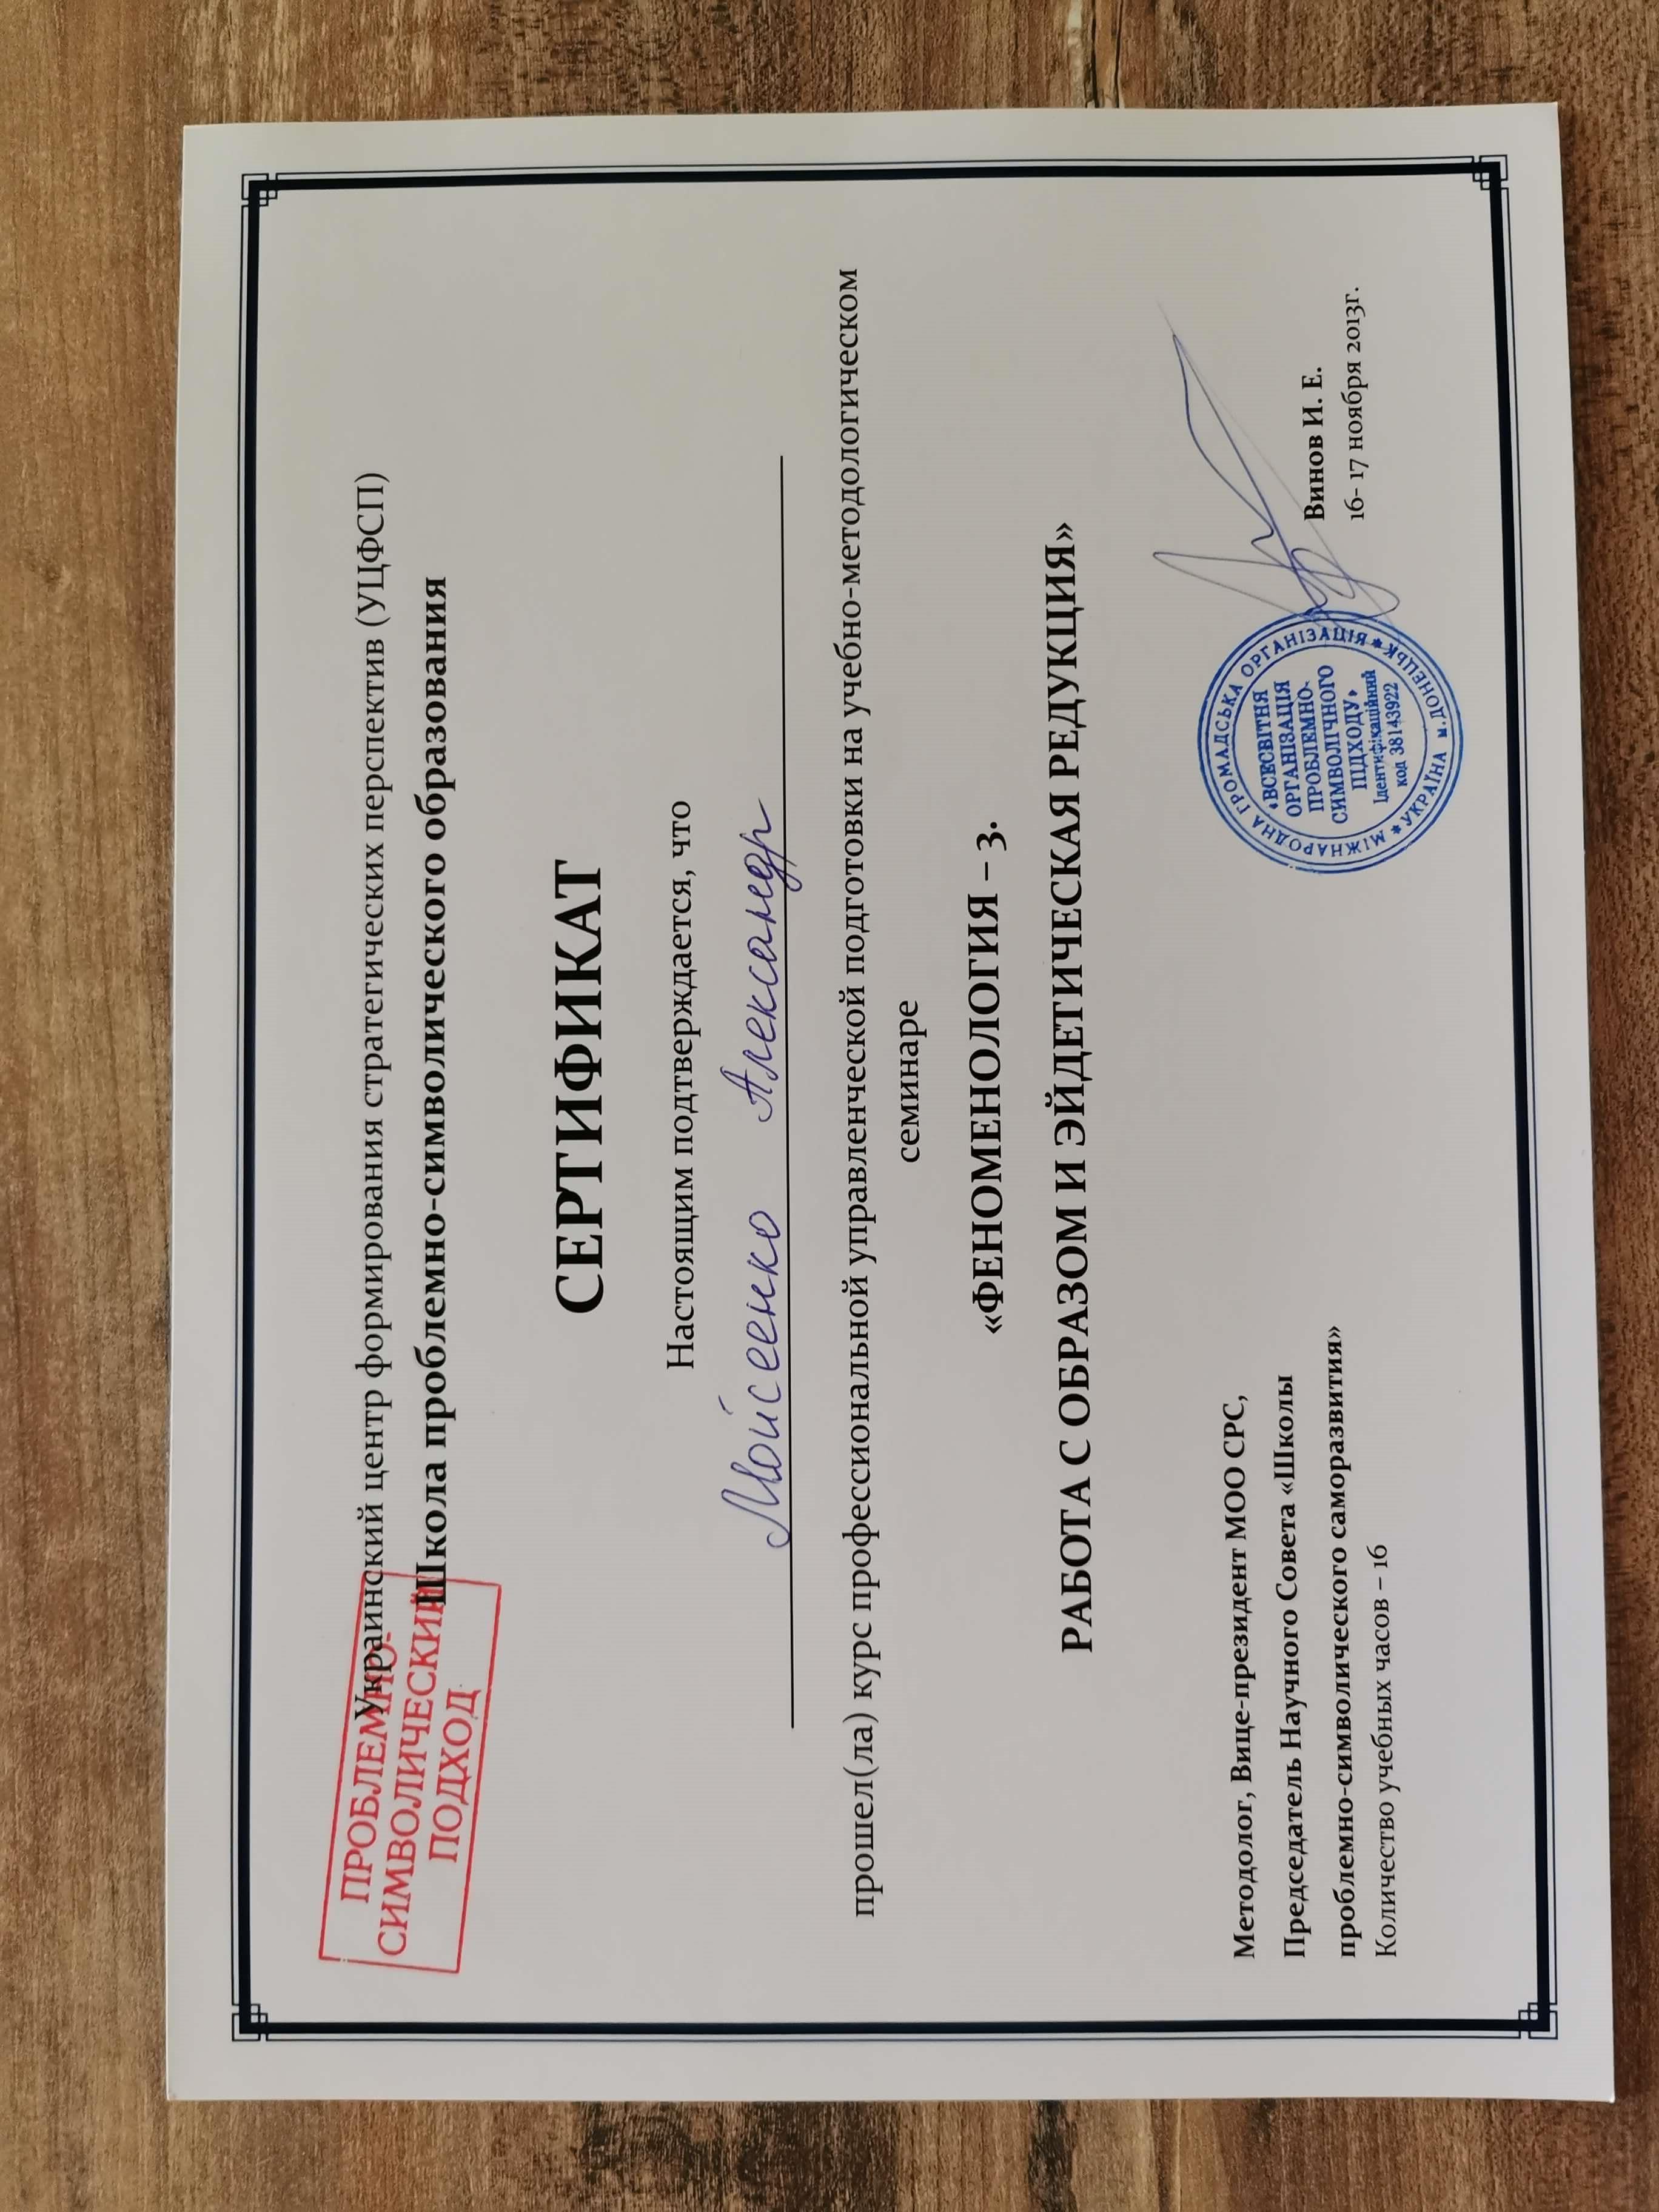 ПРОБЛЕМНО-
СИМВОЛИЧЕСКИЙ
ПОДХОД
Украинский центр формирования стратегических перспектив (УЦФСП)
Школа проблемно-символического образования
СЕРТИФИКАТ
Настоящим подтверждается, что
Мойсеенко Александр
прошел(ла) курс профессиональной управленческой подготовки на учебно-методологическом
семинаре
«ФЕНОМЕНОЛОГИЯ – 3.
РАБОТА С ОБРАЗОМ И ЭЙДЕТИЧЕСКАЯ РЕДУКЦИЯ»
Методолог, Вице-президент МОО СРС,
Председатель Научного Совета «Школы
проблемно-символического саморазвития»
Количество учебных часов – 16
МІЖНАРОДНА ГРОМАДСЬКА ОРГАНІЗАЦІЯ
* УКРАЇНА м.ДОНЕЦЬК *
«ВСЕСВІТНЯ
ОРГАНІЗАЦІЯ
ПРОБЛЕМНО-
СИМВОЛІЧНОГО
ПІДХОДУ»
Ідентифікаційний
код 38143922
Винов И. Е.
16- 17 ноября 2013г.